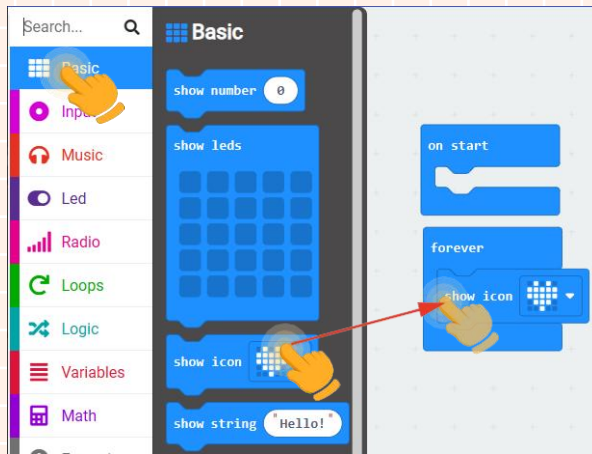 Search...
Basic
Input
Music
Led
Radio
Loops
Logic
Variables
Math
Basic
show number 0
show leds
show icon
show string "Hello!"
on start
forever
show icon